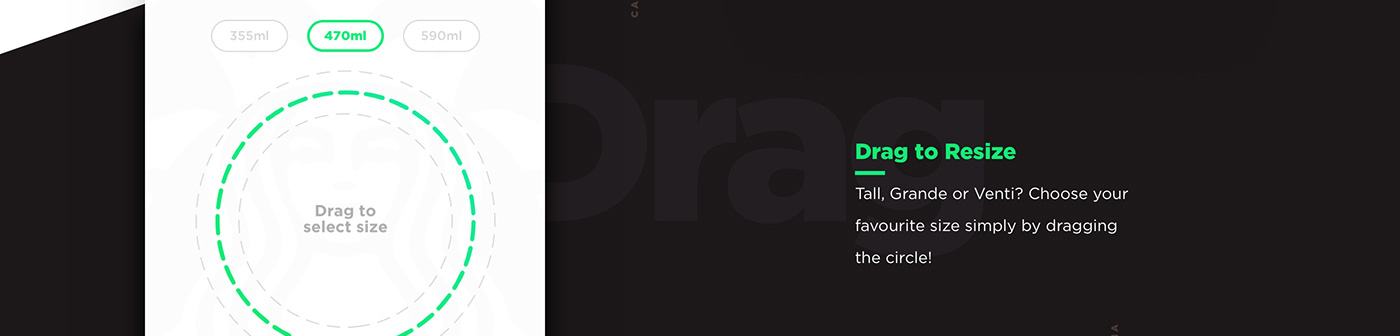 CA
355ml 470ml 590ml
Drag
Drag to Resize
Tall, Grande or Venti? Choose your
favourite size simply by dragging
the circle!
Drag to
select size